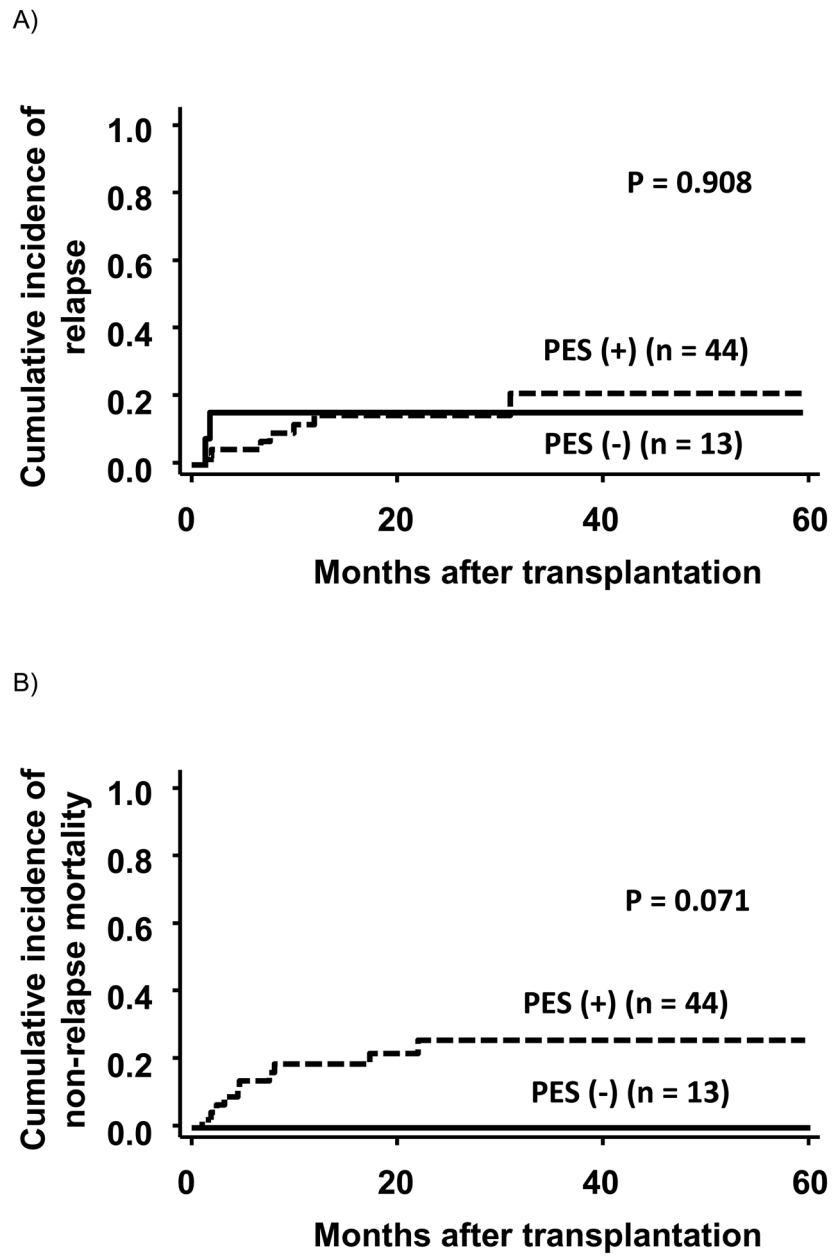 A)
Cumulative incidence of
relapse
1.0
0.8
0.6
0.4
0.2
0.0
P = 0.908
PES (+) (n = 44)
PES (-) (n = 13)
0 20 40 60
Months after transplantation
B)
Cumulative incidence of
non-relapse mortality
1.0
0.8
0.6
0.4
0.2
0.0
P = 0.071
PES (+) (n = 44)
PES (-) (n = 13)
0 20 40 60
Months after transplantation